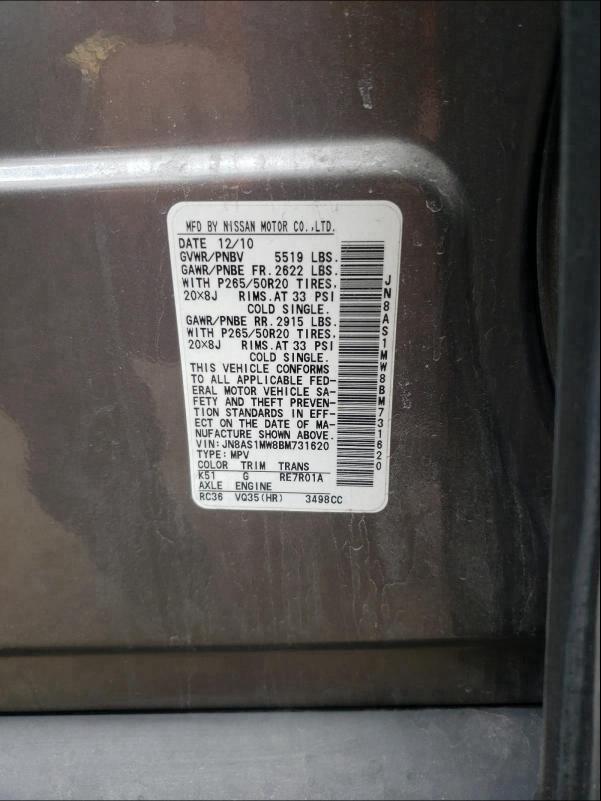 MFD BY NISSAN MOTOR CO.,LTD.
DATE 12/10
GVWR/PNBV 5519 LBS.
GAWR/PNBE FR. 2622 LBS.
WITH P265/50R20 TIRES,
20X8J RIMS.AT 33 PSI
COLD SINGLE.
GAWR/PNBE RR. 2915 LBS.
WITH P265/50R20 TIRES,
20X8J RIMS.AT 33 PSI
COLD SINGLE.
THIS VEHICLE CONFORMS
TO ALL APPLICABLE FED-
ERAL MOTOR VEHICLE SA-
FETY AND THEFT PREVEN-
TION STANDARDS IN EFF-
ECT ON THE DATE OF MA-
NUFACTURE SHOWN ABOVE.
VIN:JN8AS1MW8BM731620
TYPE: MPV
COLOR TRIM TRANS
K51 G RE7R01A
AXLE ENGINE
RC36 VQ35(HR) 3498CC
JN8AS1MW8BM731620